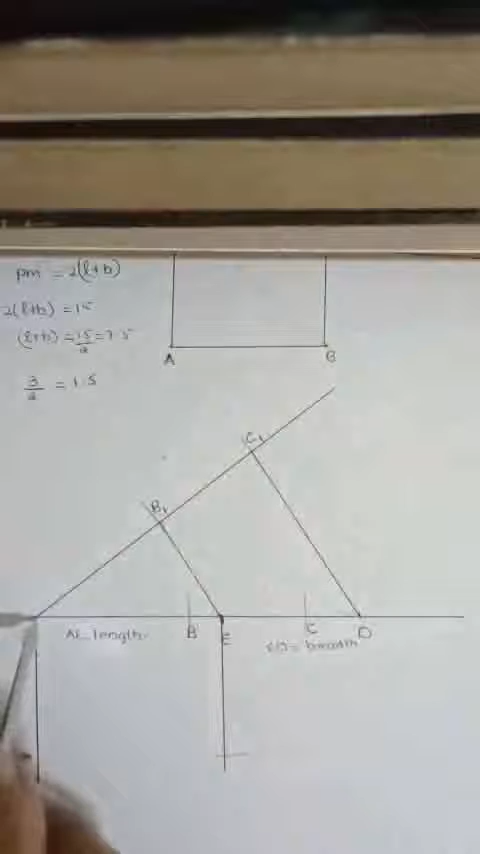 pm = 2(l+b)
2(l+b) = 15
(l+b) = 15/2 = 7.5
3/2 = 1.5
A B
C₁
B₁
AE length B E C D
ED = breadth